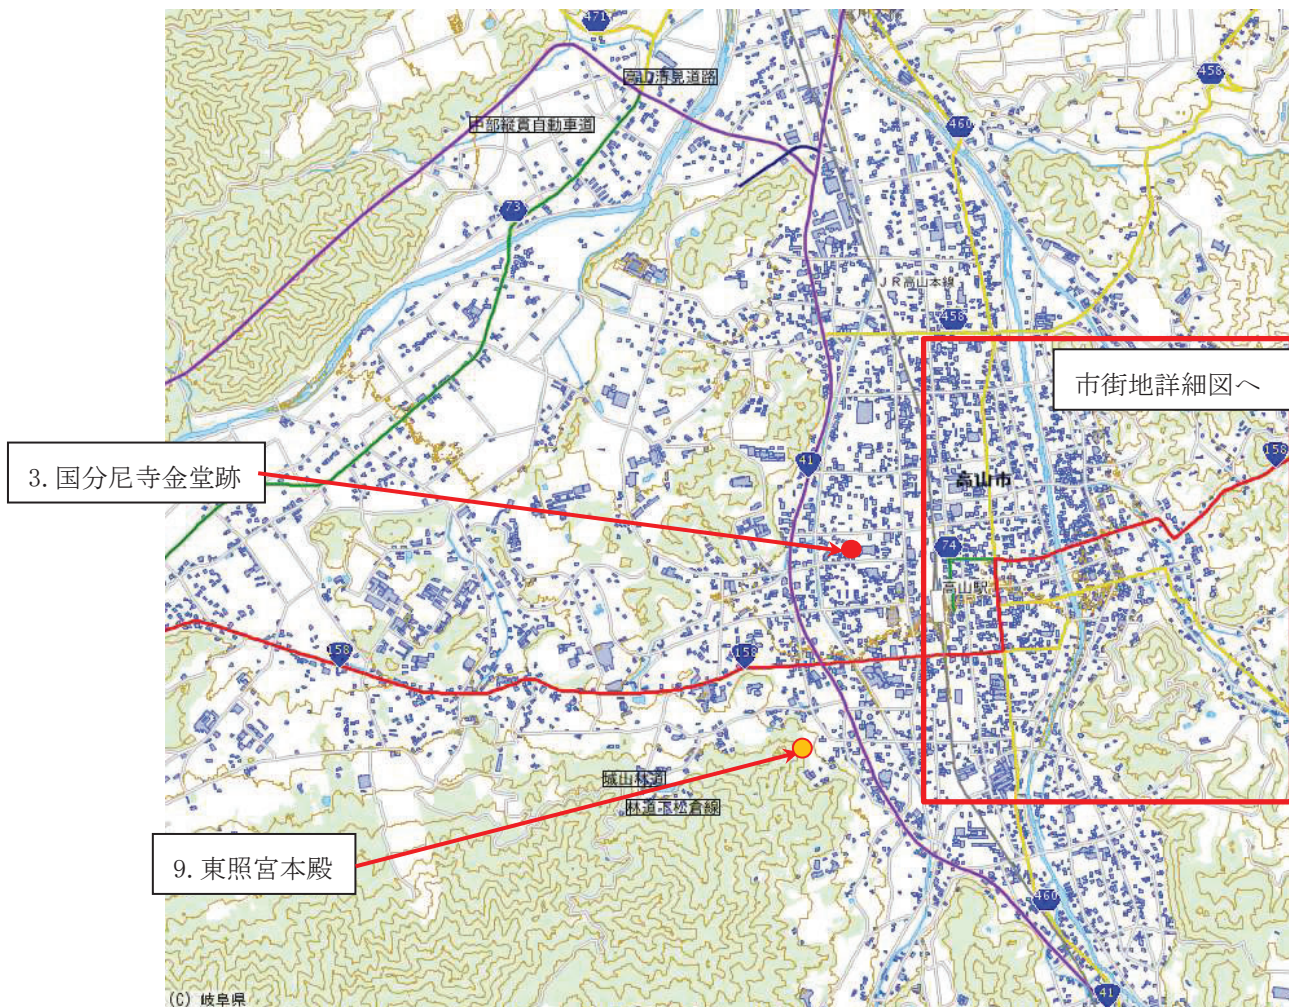 471
高山清見道路
458
中部縦貫自動車道
460
73
JR高山本線
458
市街地詳細図へ
158
41
3.国分尼寺金堂跡
高山市
74
高山駅
158
158
城山林道
林道下松倉線
9.東照宮本殿
460
41
(C) 岐阜県